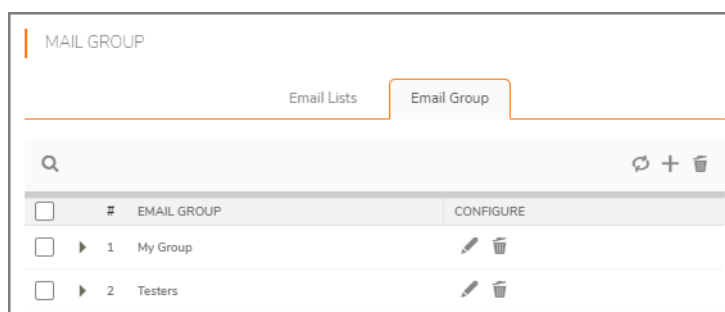 MAIL GROUP
Email Lists Email Group
# EMAIL GROUP CONFIGURE
1 My Group
2 Testers